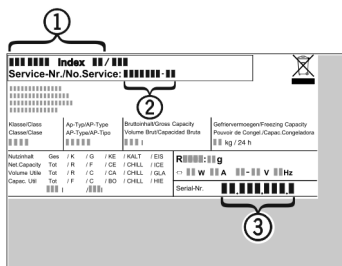 1
Index /
Service-Nr./No.Service: -
2
Klasse/Class
Classe/Clase
Ap-Typ/AP-Type
AP-Type/AP-Tipo
Bruttoinhalt/Gross Capacity
Volume Brut/Capacidad Bruta
Gefriervermoegen/Freezing Capacity
Pouvoir de Congel./Capac.Congeladora
kg / 24 h
Nutzinhalt Ges / K / G / KE / KALT / EIS
Net.Capacity Tot / R / F / CE / CHILL / ICE
Volume Utile Tot / R / C / CA / CHILL / GLA
Capac. Util Tot / F / C / BO / CHILL / HIE
l / l
R : g
W A - V Hz
Serial-Nr. . . .
3